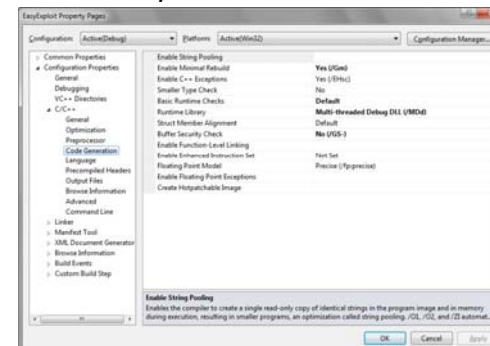 EasyExploit Property Pages
Configuration: Active(Debug) Platform: Active(Win32) Configuration Manager...
Common Properties
Configuration Properties
General
Debugging
VC++ Directories
C/C++
General
Optimization
Preprocessor
Code Generation
Language
Precompiled Headers
Output Files
Browse Information
Advanced
Command Line
Linker
Manifest Tool
XML Document Generator
Browse Information
Build Events
Custom Build Step
Enable String Pooling
Enable Minimal Rebuild Yes (/Gm)
Enable C++ Exceptions Yes (/EHsc)
Smaller Type Check No
Basic Runtime Checks Default
Runtime Library Multi-threaded Debug DLL (/MDd)
Struct Member Alignment Default
Buffer Security Check No (/GS-)
Enable Function-Level Linking
Enable Enhanced Instruction Set Not Set
Floating Point Model Precise (/fp:precise)
Enable Floating Point Exceptions
Create Hotpatchable Image
Enable String Pooling
Enables the compiler to create a single read-only copy of identical strings in the program image and in memory
during execution, resulting in smaller programs, an optimization called string pooling. /O1, /O2, and /ZI automat...
OK Cancel Apply